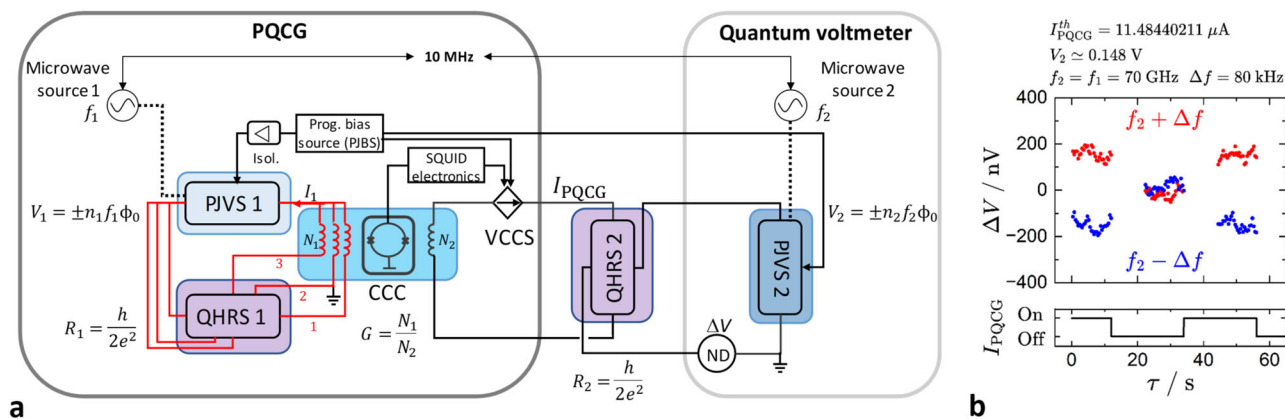 PQCG
Quantum voltmeter
10 MHz
Microwave
source 1
f₁
Microwave
source 2
f₂
Isol.
Prog. bias
source (PJBS)
SQUID
electronics
PJVS 1
I₁
I_PQCG
V₁ = ±n₁f₁ϕ₀
N₁
N₂
VCCS
QHRS 2
PJVS 2
V₂ = ±n₂f₂ϕ₀
3
2
1
QHRS 1
CCC
R₁ = h/2e²
G = N₁/N₂
ΔV
ND
R₂ = h/2e²
a
I^th_PQCG = 11.48440211 μA
V₂ ≃ 0.148 V
f₂ = f₁ = 70 GHz Δf = 80 kHz
400
200
0
−200
−400
ΔV / nV
f₂ + Δf
f₂ − Δf
On
Off
I_PQCG
0 20 40 60
τ / s
b